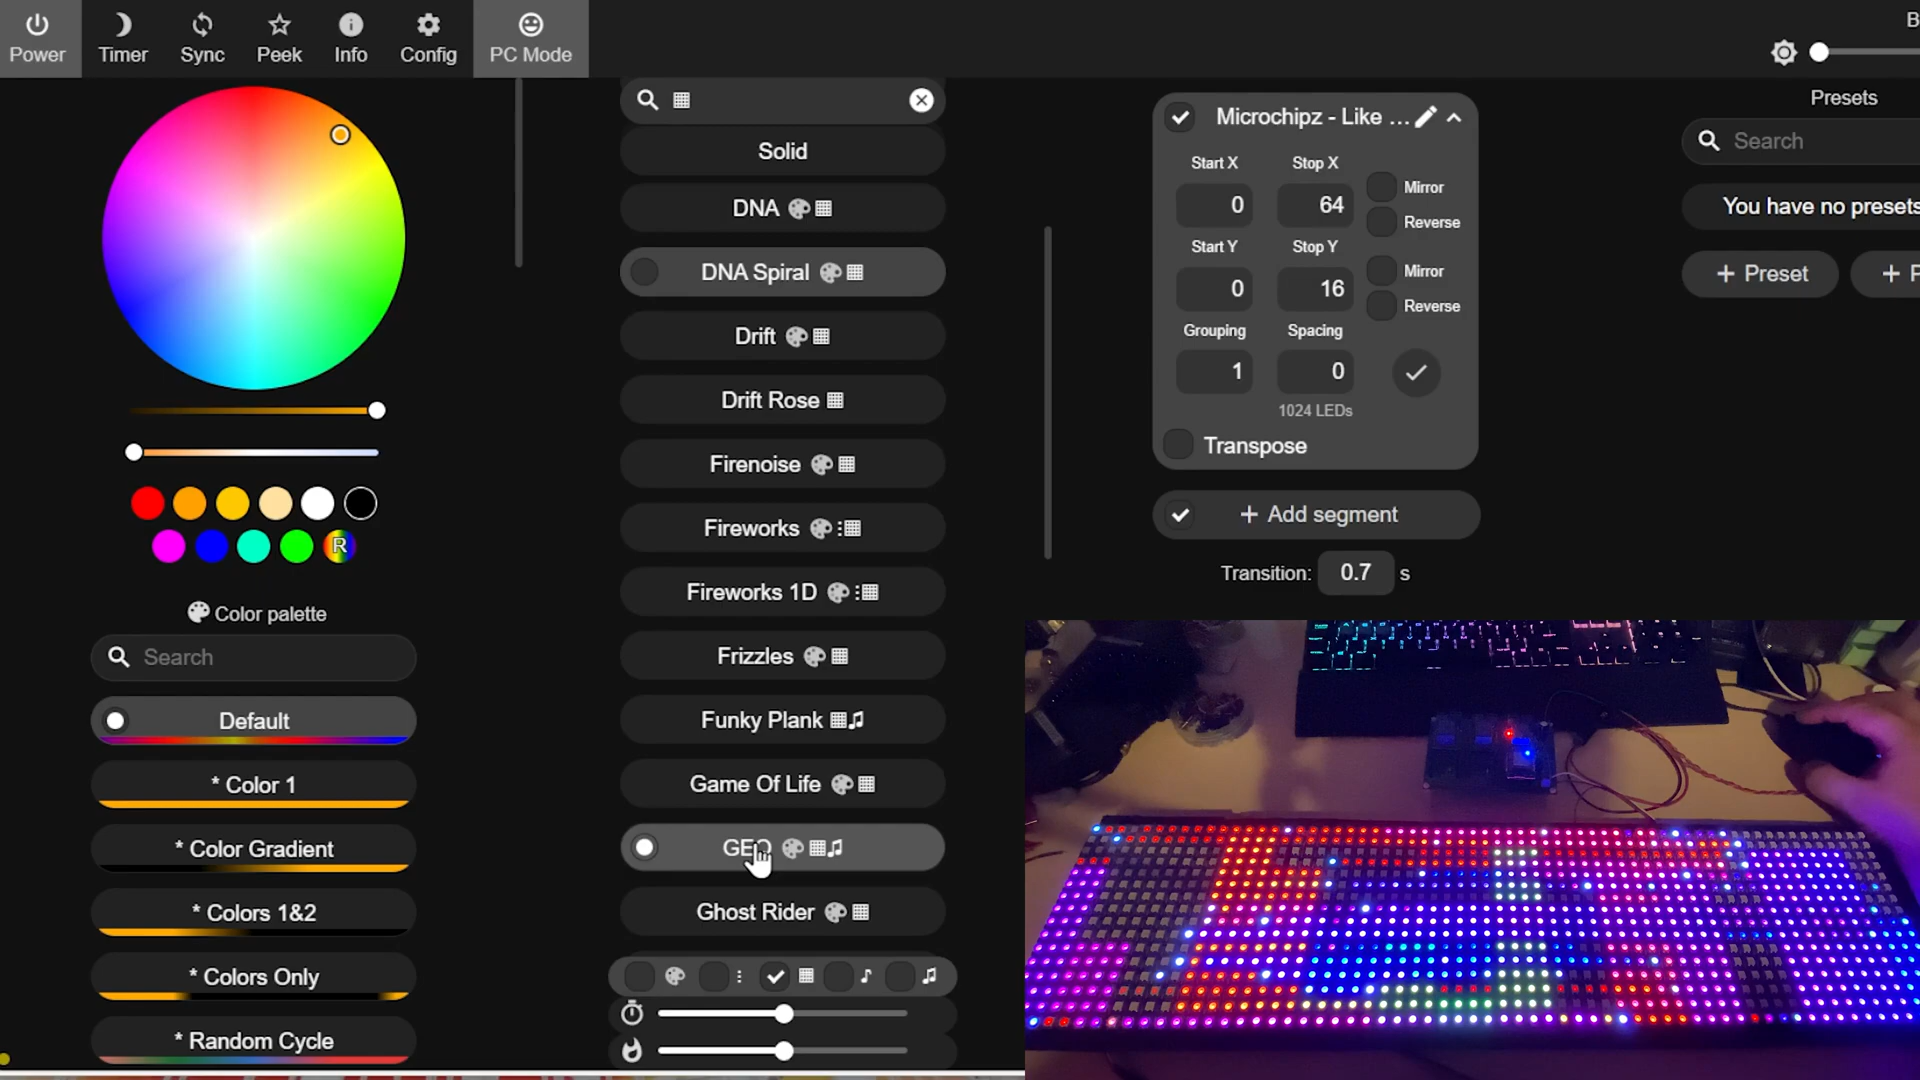 Power
Timer
Sync
Peek
Info
Config
PC Mode
R
Color palette
Search
Default
* Color 1
* Color Gradient
* Colors 1&2
* Colors Only
* Random Cycle
Solid
DNA
DNA Spiral
Drift
Drift Rose
Firenoise
Fireworks
Fireworks 1D
Frizzles
Funky Plank
Game Of Life
GEQ
Ghost Rider
Microchipz - Like ...
Start X Stop X
0 64
Mirror
Reverse
Start Y Stop Y
0 16
Mirror
Reverse
Grouping Spacing
1 0
1024 LEDs
Transpose
+ Add segment
Transition: 0.7 s
B
Presets
Search
You have no presets
+ Preset
+ P